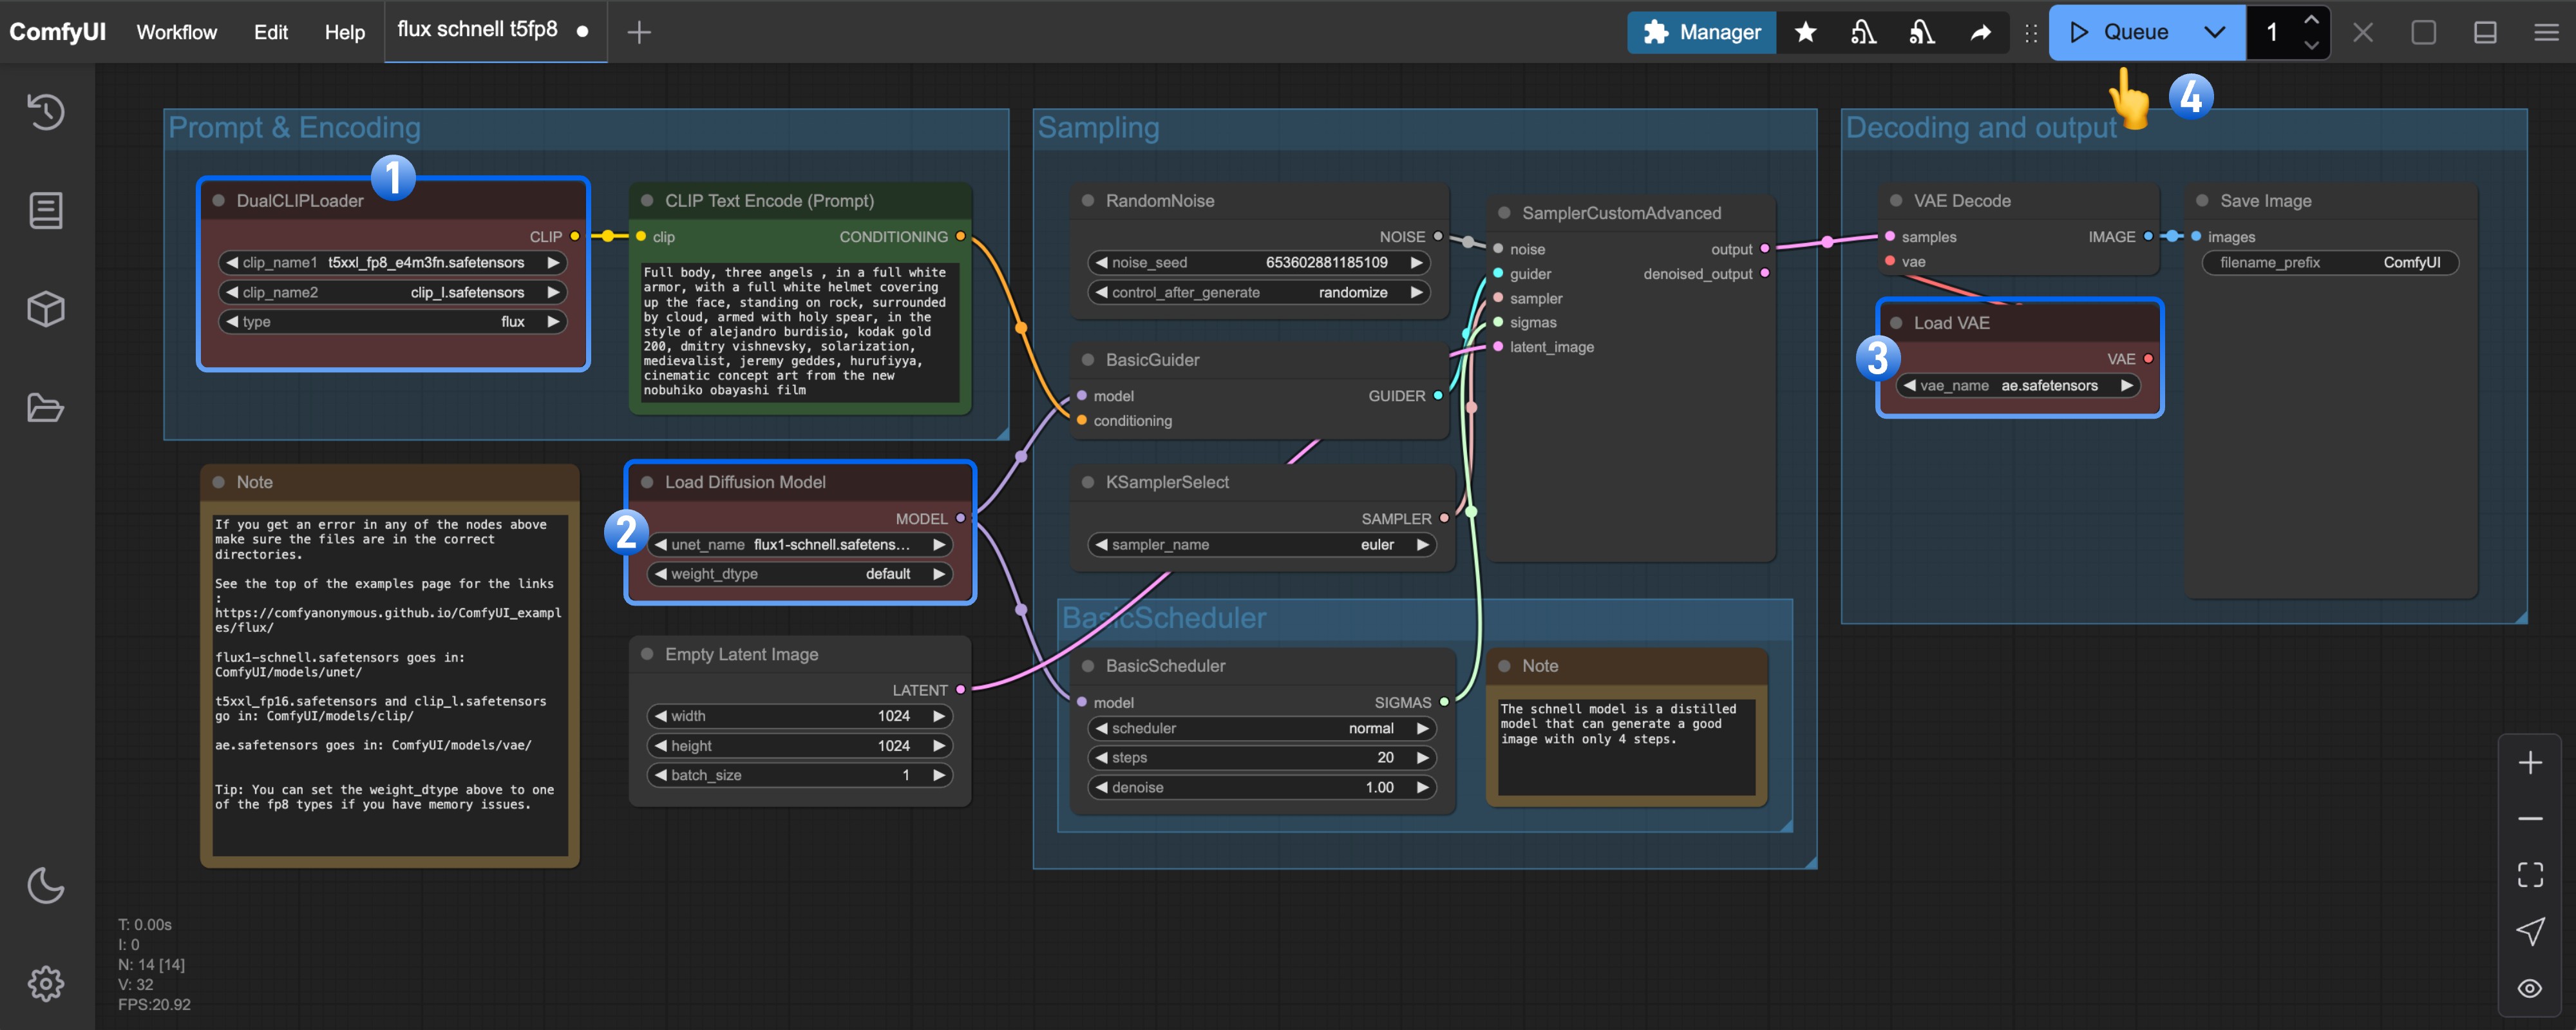 ComfyUI Workflow Edit Help flux schnell t5fp8 Manager Queue 1
4
Prompt & Encoding
1
DualCLIPLoader
CLIP
clip_name1 t5xxl_fp8_e4m3fn.safetensors
clip_name2 clip_l.safetensors
type flux
CLIP Text Encode (Prompt)
clip CONDITIONING
Full body, three angels , in a full white
armor, with a full white helmet covering
up the face, standing on rock, surrounded
by cloud, armed with holy spear, in the
style of alejandro burdisio, kodak gold
200, dmitry vishnevsky, solarization,
medievalist, jeremy geddes, hurufiyya,
cinematic concept art from the new
nobuhiko obayashi film
Note
If you get an error in any of the nodes above
make sure the files are in the correct
directories.
See the top of the examples page for the links
:
https://comfyanonymous.github.io/ComfyUI_exampl
es/flux/
flux1-schnell.safetensors goes in:
ComfyUI/models/unet/
t5xxl_fp16.safetensors and clip_l.safetensors
go in: ComfyUI/models/clip/
ae.safetensors goes in: ComfyUI/models/vae/
Tip: You can set the weight_dtype above to one
of the fp8 types if you have memory issues.
2
Load Diffusion Model
MODEL
unet_name flux1-schnell.safetens...
weight_dtype default
Empty Latent Image
LATENT
width 1024
height 1024
batch_size 1
Sampling
RandomNoise
NOISE
noise_seed 653602881185109
control_after_generate randomize
BasicGuider
model GUIDER
conditioning
KSamplerSelect
SAMPLER
sampler_name euler
SamplerCustomAdvanced
noise output
guider denoised_output
sampler
sigmas
latent_image
BasicScheduler
BasicScheduler
model SIGMAS
scheduler normal
steps 20
denoise 1.00
Note
The schnell model is a distilled
model that can generate a good
image with only 4 steps.
Decoding and output
VAE Decode
samples IMAGE
vae
3
Load VAE
VAE
vae_name ae.safetensors
Save Image
images
filename_prefix ComfyUI
T: 0.00s
I: 0
N: 14 [14]
V: 32
FPS:20.92